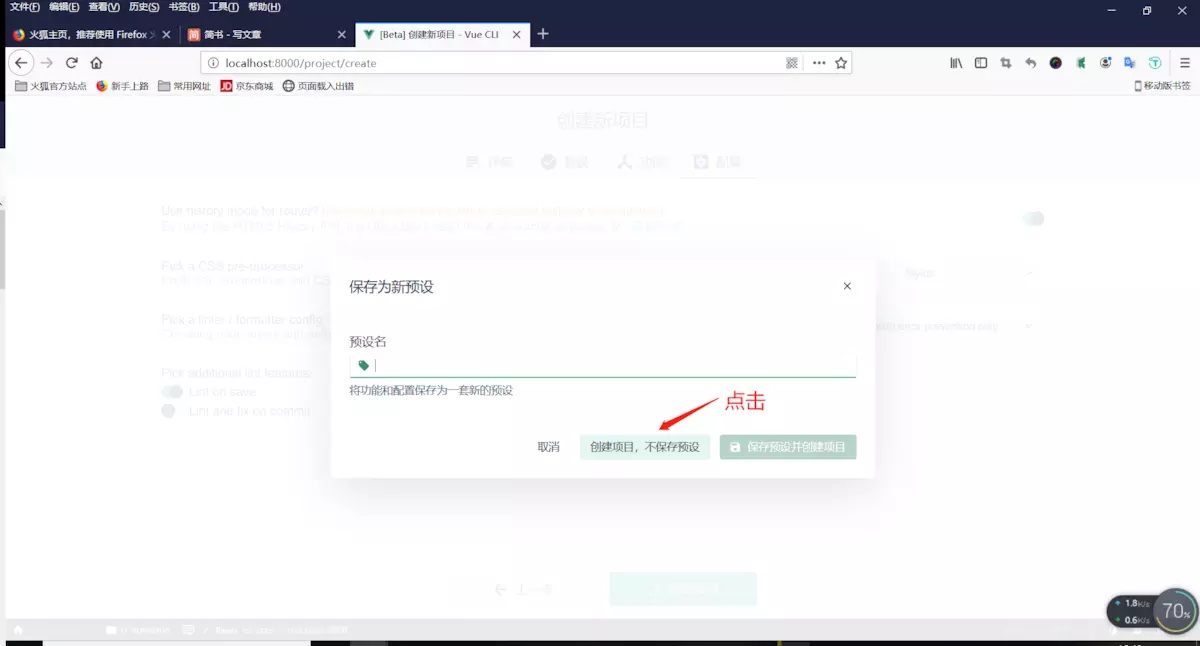 文件(F) 编辑(E) 查看(V) 历史(S) 书签(B) 工具(T) 帮助(H)
火狐主页，推荐使用 Firefox
简书 - 写文章
[Beta] 创建新项目 - Vue CLI
localhost:8000/project/create
火狐官方站点 新手上路 常用网址 JD 京东商城 页面载入出错 移动版书签
创建新项目
详情 预设 功能 配置
Use history mode for router?
Pick a CSS pre-processor
Pick a linter / formatter config
with error prevention only
Pick additional lint features
Lint on save
Lint and fix on commit
保存为新预设
预设名
将功能和配置保存为一套新的预设
点击
取消 创建项目，不保存预设 保存预设并创建项目
上一步
1.8K/s
0.6K/s
70%